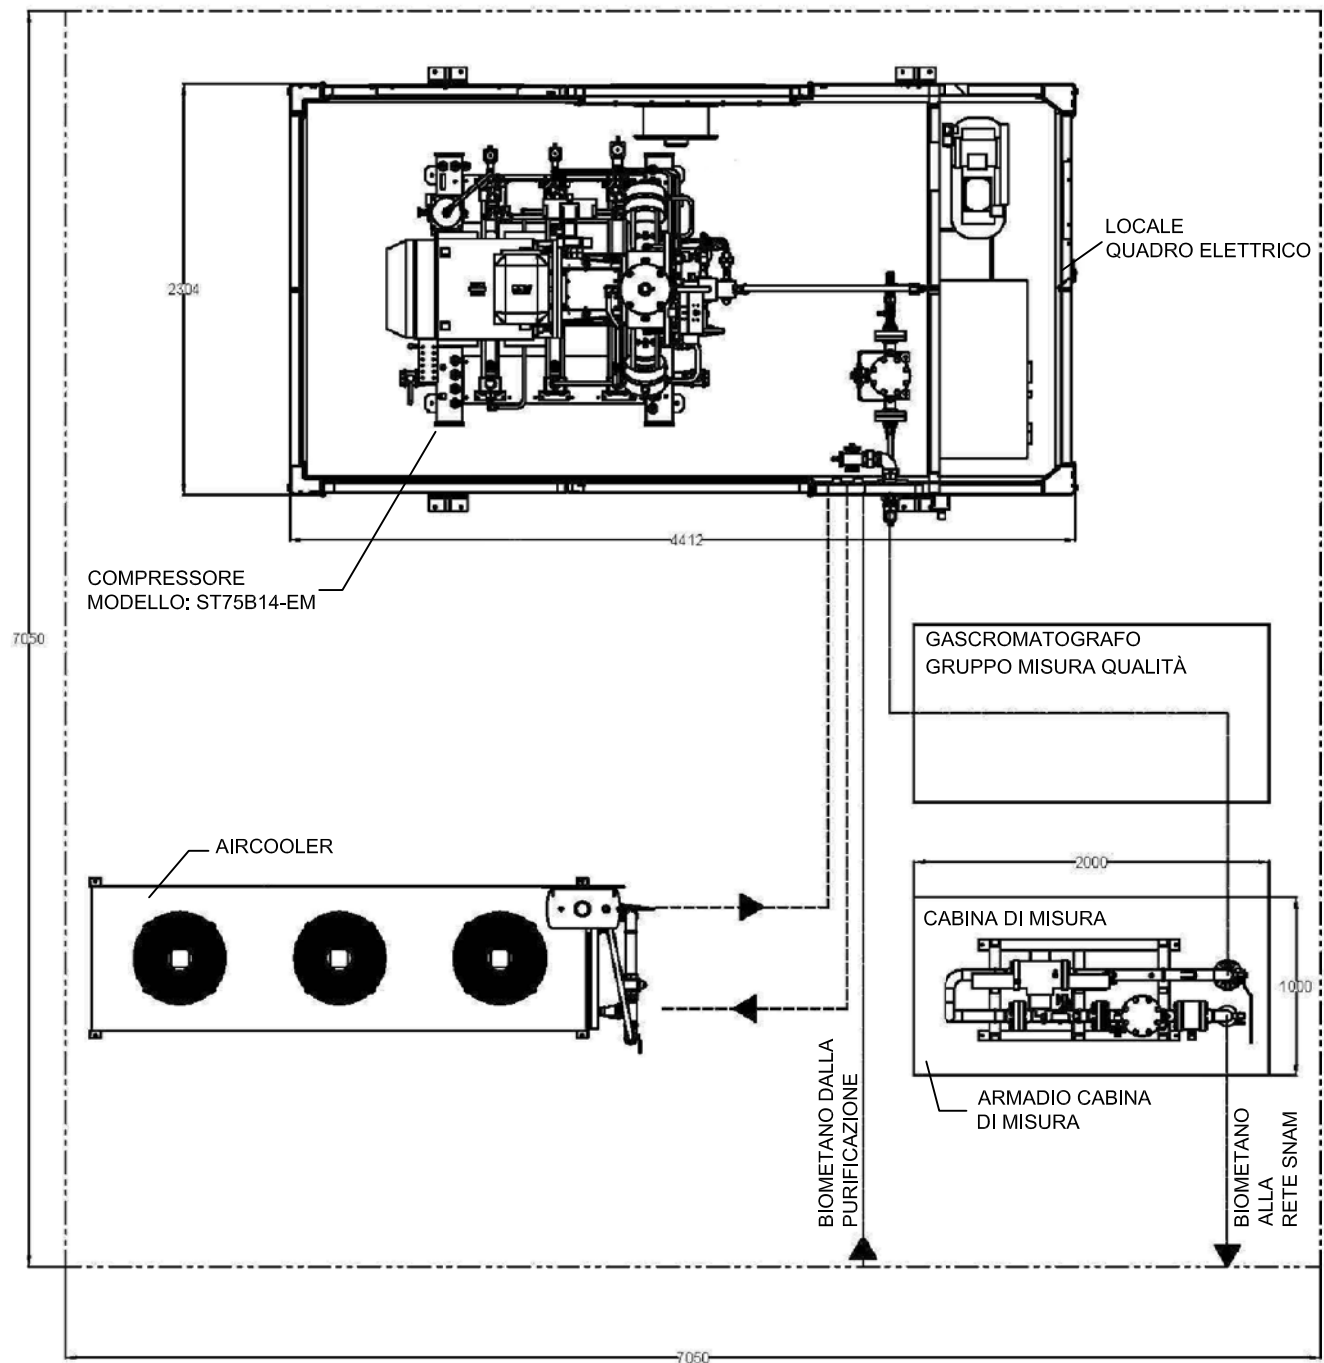 LOCALE
QUADRO ELETTRICO
2304
4412
COMPRESSORE
MODELLO: ST75B14-EM
7050
GASCROMATOGRAFO
GRUPPO MISURA QUALITÀ
AIRCOOLER
2000
CABINA DI MISURA
1000
ARMADIO CABINA
DI MISURA
BIOMETANO DALLA
PURIFICAZIONE
BIOMETANO
ALLA
RETE SNAM
7050